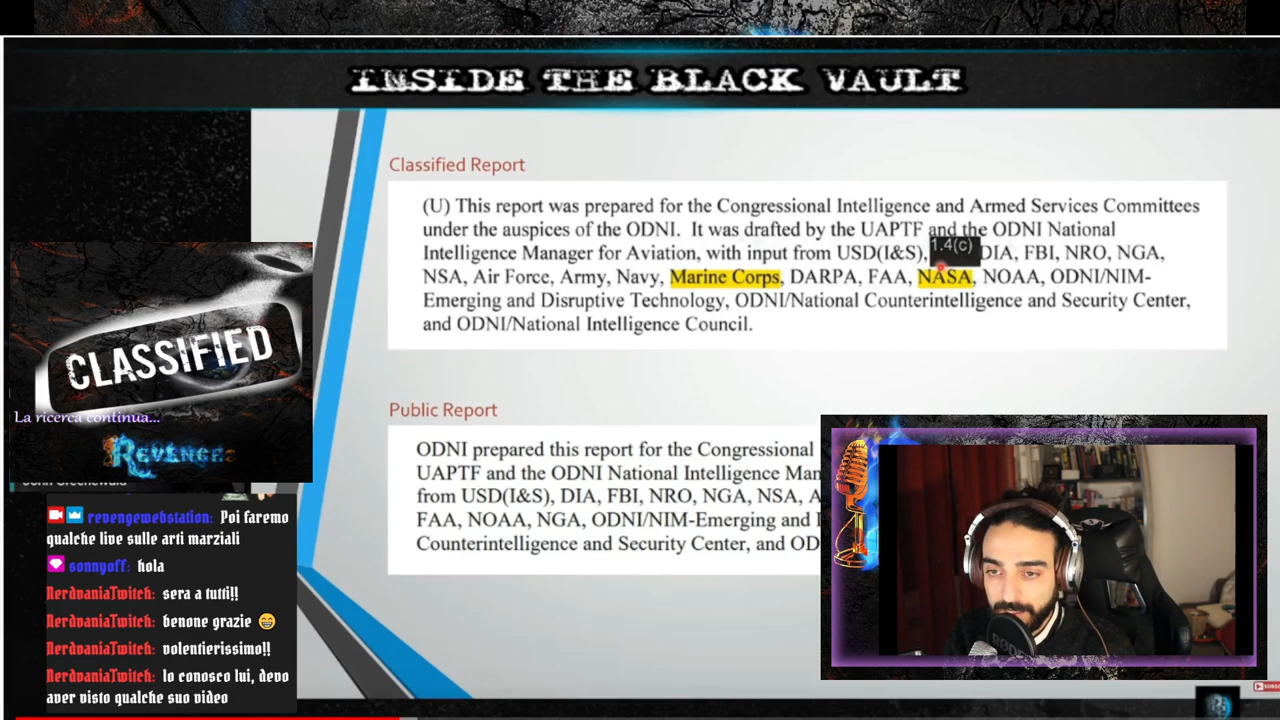 INSIDE THE BLACK VAULT
Classified Report
(U) This report was prepared for the Congressional Intelligence and Armed Services Committees
under the auspices of the ODNI. It was drafted by the UAPTF and the ODNI National
Intelligence Manager for Aviation, with input from USD(I&S), 1.4(c) DIA, FBI, NRO, NGA,
NSA, Air Force, Army, Navy, Marine Corps, DARPA, FAA, NASA, NOAA, ODNI/NIM-
Emerging and Disruptive Technology, ODNI/National Counterintelligence and Security Center,
and ODNI/National Intelligence Council.
Public Report
ODNI prepared this report for the Congressional
UAPTF and the ODNI National Intelligence Man
from USD(I&S), DIA, FBI, NRO, NGA, NSA, A
FAA, NOAA, NGA, ODNI/NIM-Emerging and
Counterintelligence and Security Center, and OD
CLASSIFIED
La ricerca continua...
REVENGE
John Greenewald
revengewebstation: Poi faremo
qualche live sulle arti marziali
sonnyoff: hola
NerdvaniaTwitch: sera a tutti!!
NerdvaniaTwitch: benone grazie 😁
NerdvaniaTwitch: volentierissimo!!
NerdvaniaTwitch: lo conosco lui, devo
aver visto qualche suo video